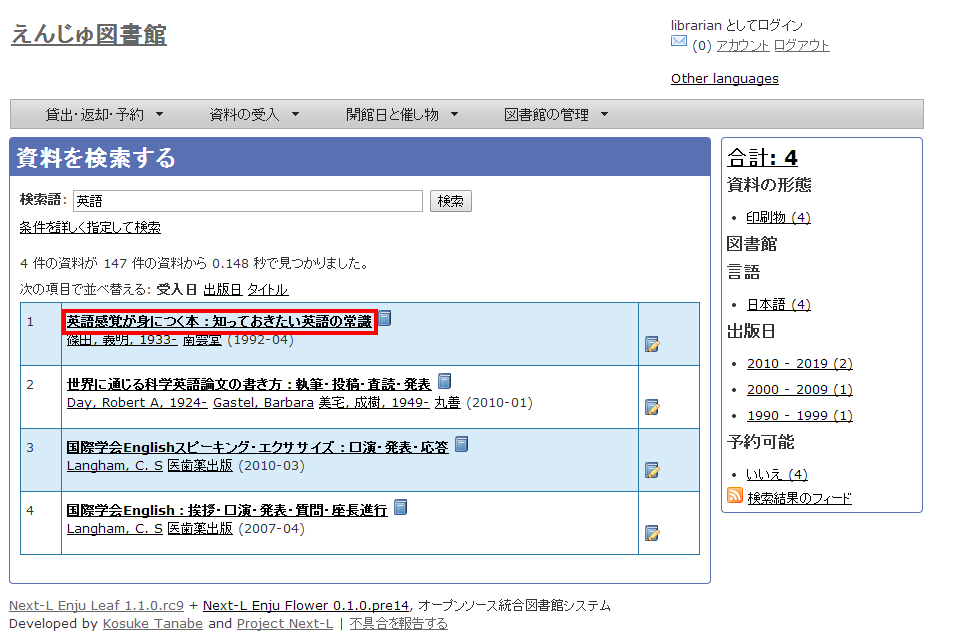 えんじゅ図書館
librarian としてログイン
(0) アカウント ログアウト
Other languages
貸出・返却・予約 ▼ 資料の受入 ▼ 開館日と催し物 ▼ 図書館の管理 ▼
資料を検索する
検索語: 英語 検索
条件を詳しく指定して検索
4 件の資料が 147 件の資料から 0.148 秒で見つかりました。
次の項目で並べ替える: 受入日 出版日 タイトル
1 英語感覚が身につく本 : 知っておきたい英語の常識
篠田, 義明, 1933- 南雲堂 (1992-04)
2 世界に通じる科学英語論文の書き方 : 執筆・投稿・査読・発表
Day, Robert A, 1924- Gastel, Barbara 美宅, 成樹, 1949- 丸善 (2010-01)
3 国際学会Englishスピーキング・エクササイズ : 口演・発表・応答
Langham, C. S 医歯薬出版 (2010-03)
4 国際学会English : 挨拶・口演・発表・質問・座長進行
Langham, C. S 医歯薬出版 (2007-04)
合計: 4
資料の形態
• 印刷物 (4)
図書館
言語
• 日本語 (4)
出版日
• 2010 - 2019 (2)
• 2000 - 2009 (1)
• 1990 - 1999 (1)
予約可能
• いいえ (4)
検索結果のフィード
Next-L Enju Leaf 1.1.0.rc9 + Next-L Enju Flower 0.1.0.pre14, オープンソース統合図書館システム
Developed by Kosuke Tanabe and Project Next-L | 不具合を報告する